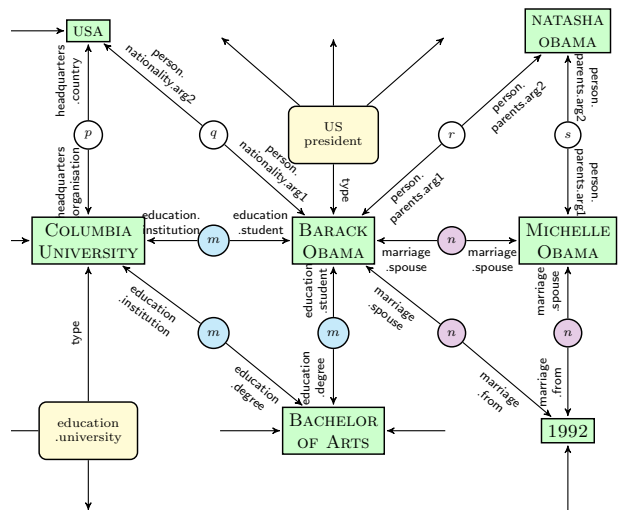 USA
NATASHA
OBAMA
headquarters
.country
person.
nationality.arg2
person.
parents.arg2
person.
parents.arg2
US
president
p
q
r
s
headquarters
organisation
person.
nationality.arg1
type
person.
parents.arg1
person.
parents.arg1
COLUMBIA
UNIVERSITY
education.
institution
m
education
.student
BARACK
OBAMA
marriage
.spouse
n
marriage
.spouse
MICHELLE
OBAMA
type
education
.institution
m
education
.degree
education
.student
m
education
.degree
marriage
.spouse
n
marriage
.from
marriage
.spouse
n
marriage
.from
education
.university
BACHELOR
OF ARTS
1992